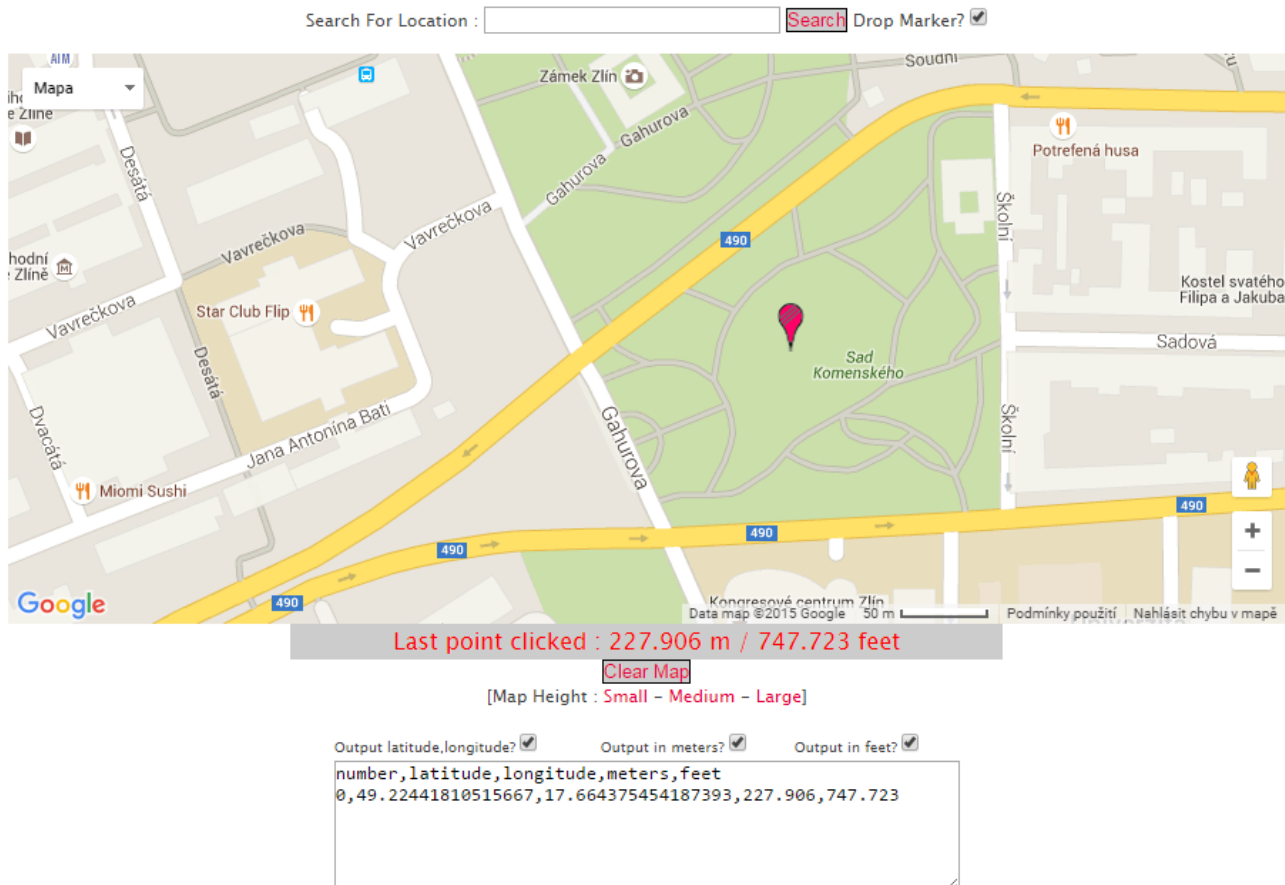 Search For Location :
Search
Drop Marker?
Mapa
Zámek Zlín
Soudní
e Zlíně
Potrefená husa
Desátá
Gahurova
Gahurova
Školní
Vavrečkova
Vavrečkova
490
hodní
e Zlíně
Kostel svatého
Filipa a Jakuba
Star Club Flip
Vavrečkova
Sadová
Sad
Komenského
Desátá
Dvacátá
Gahurova
Školní
Jana Antonína Bati
Miomi Sushi
490
490
490
490
Google
Kongresové centrum Zlín
Data map ©2015 Google
50 m
Podmínky použití
Nahlásit chybu v mapě
Last point clicked : 227.906 m / 747.723 feet
Clear Map
[Map Height : Small – Medium – Large]
Output latitude,longitude?
Output in meters?
Output in feet?
number,latitude,longitude,meters,feet
0,49.22441810515667,17.664375454187393,227.906,747.723